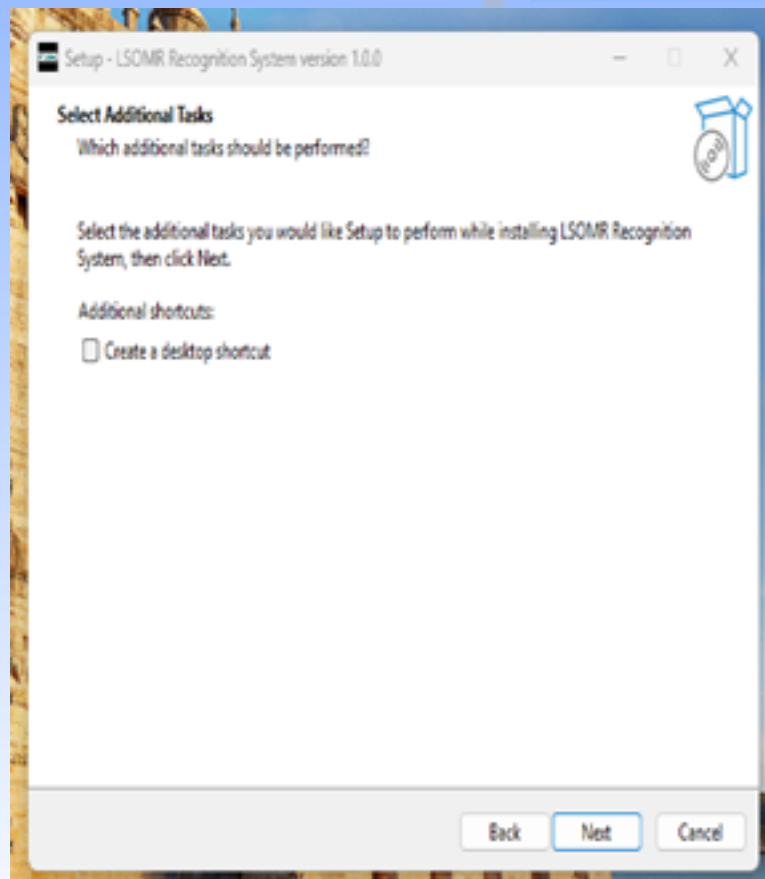 Setup - LSOMR Recognition System version 1.0.0
Select Additional Tasks
Which additional tasks should be performed?
Select the additional tasks you would like Setup to perform while installing LSOMR Recognition
System, then click Next.
Additional shortcuts:
Create a desktop shortcut
Back Next Cancel